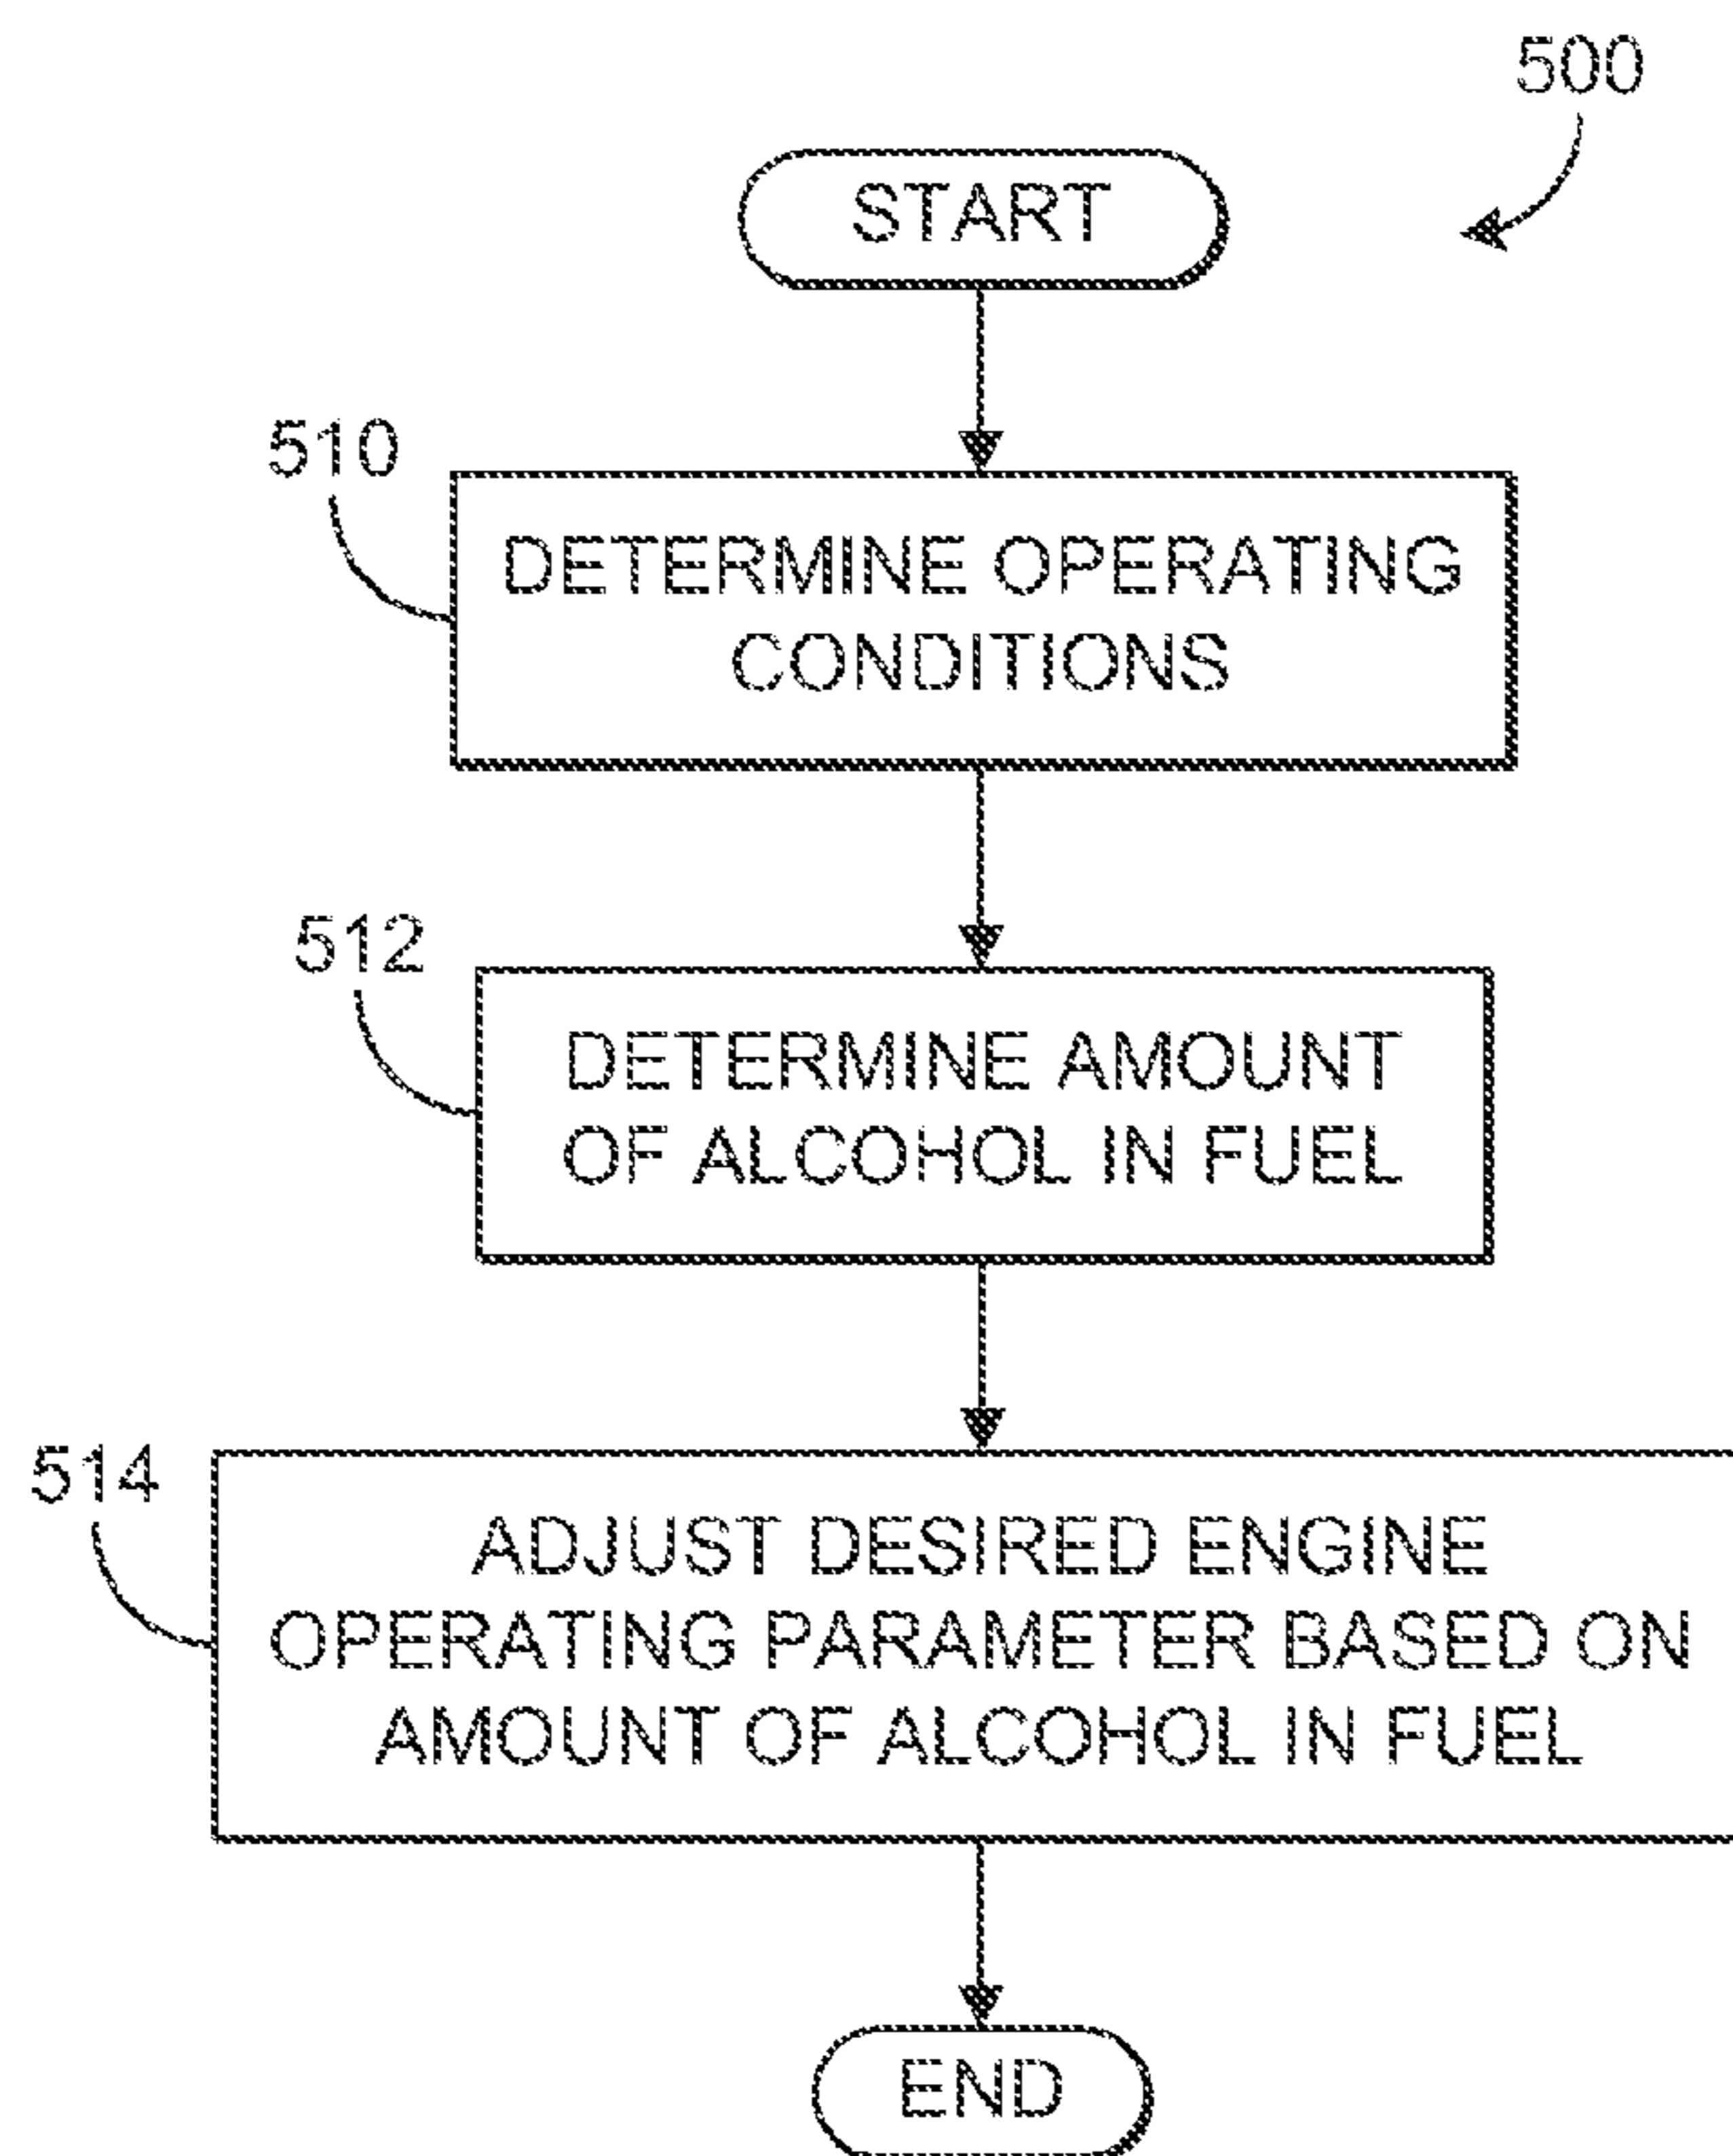 500
START
510
DETERMINE OPERATING
CONDITIONS
512
DETERMINE AMOUNT
OF ALCOHOL IN FUEL
514
ADJUST DESIRED ENGINE
OPERATING PARAMETER BASED ON
AMOUNT OF ALCOHOL IN FUEL
END